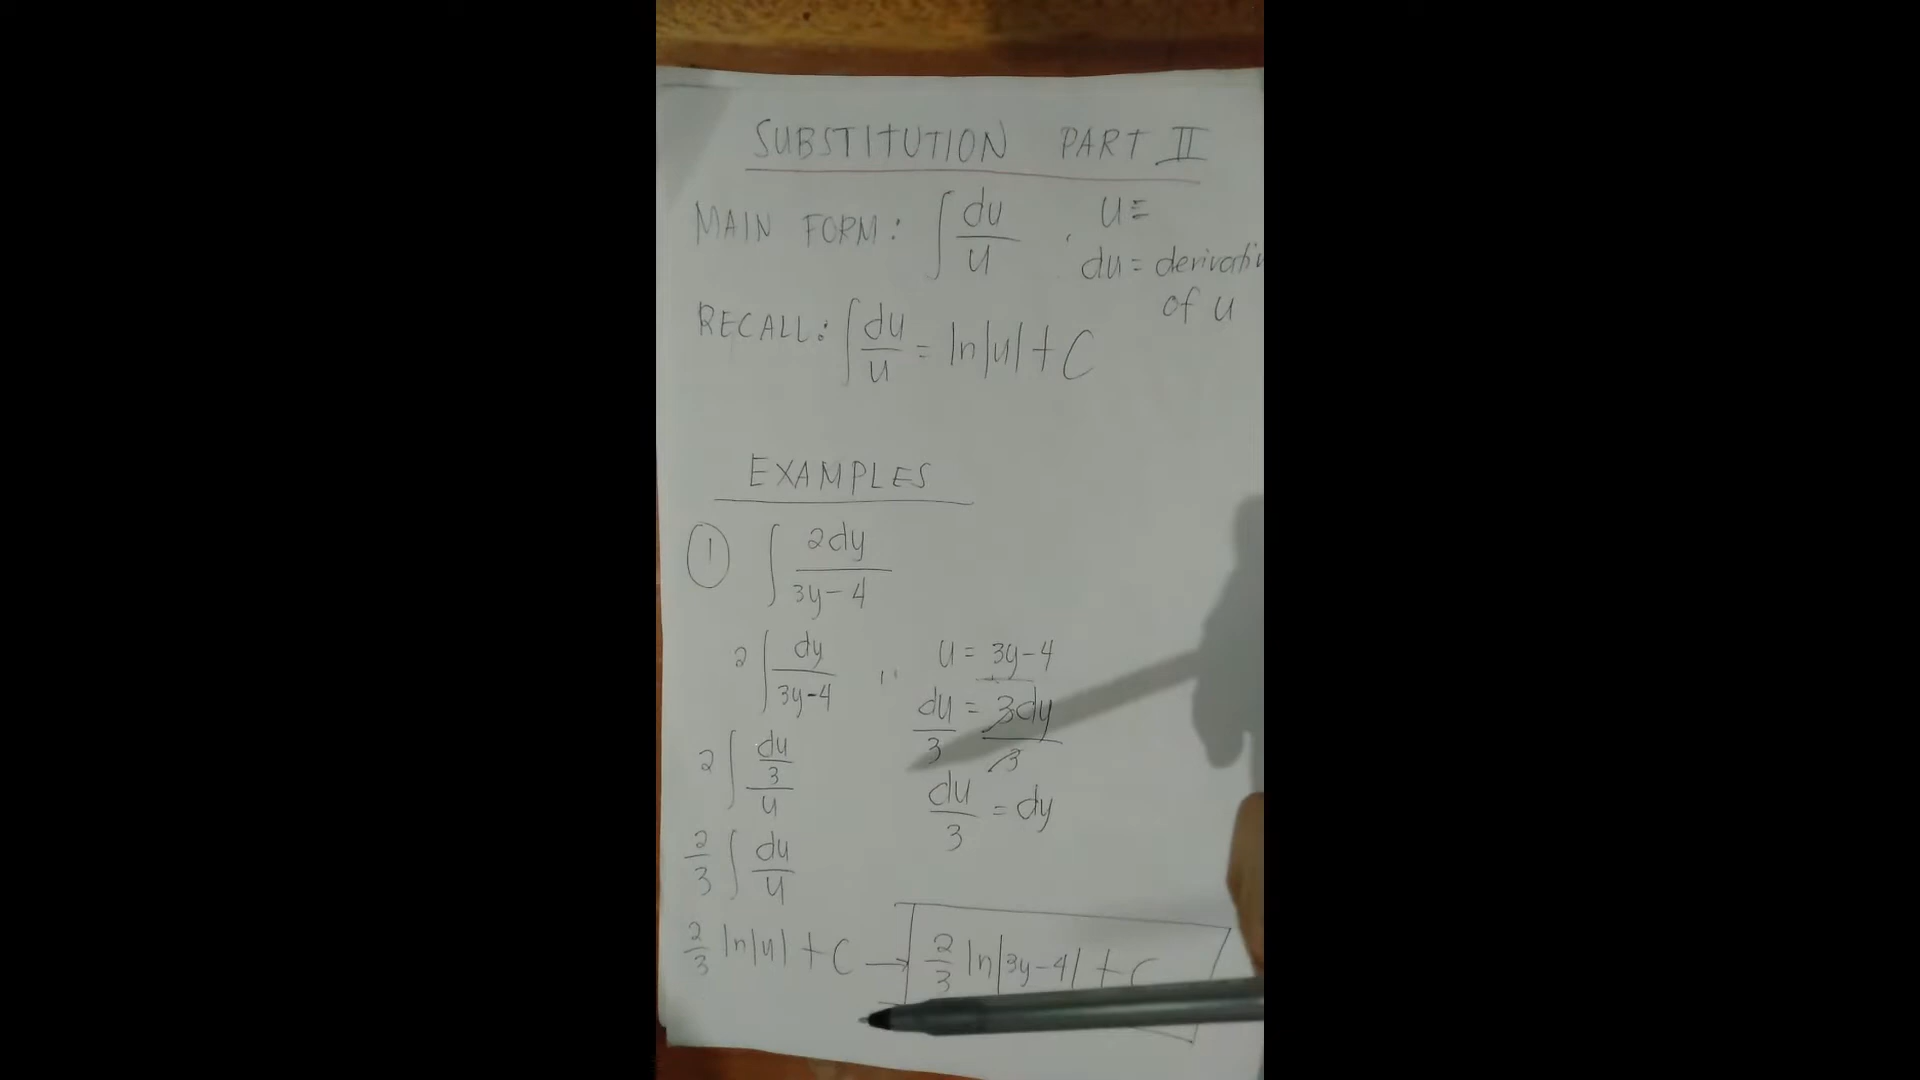 SUBSTITUTION PART II
MAIN FORM: ∫ du/u , u =
du = derivati
of u
RECALL: ∫ du/u = ln|u| + C
EXAMPLES
① ∫ 2dy/(3y-4)
2 ∫ dy/(3y-4) u = 3y-4
du/3 = 3dy/3
2 ∫ (du/3)/u
du/3 = dy
2/3 ∫ du/u
2/3 ln|u| + C → 2/3 ln|3y-4| + C